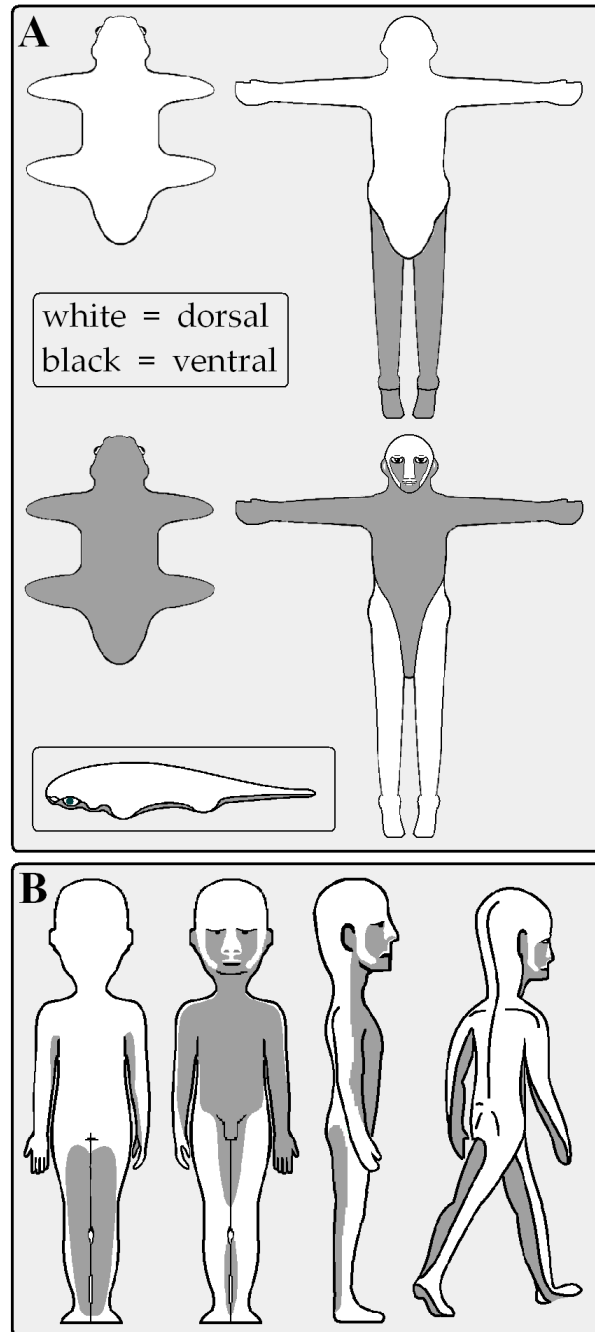 A
white = dorsal
black = ventral
B